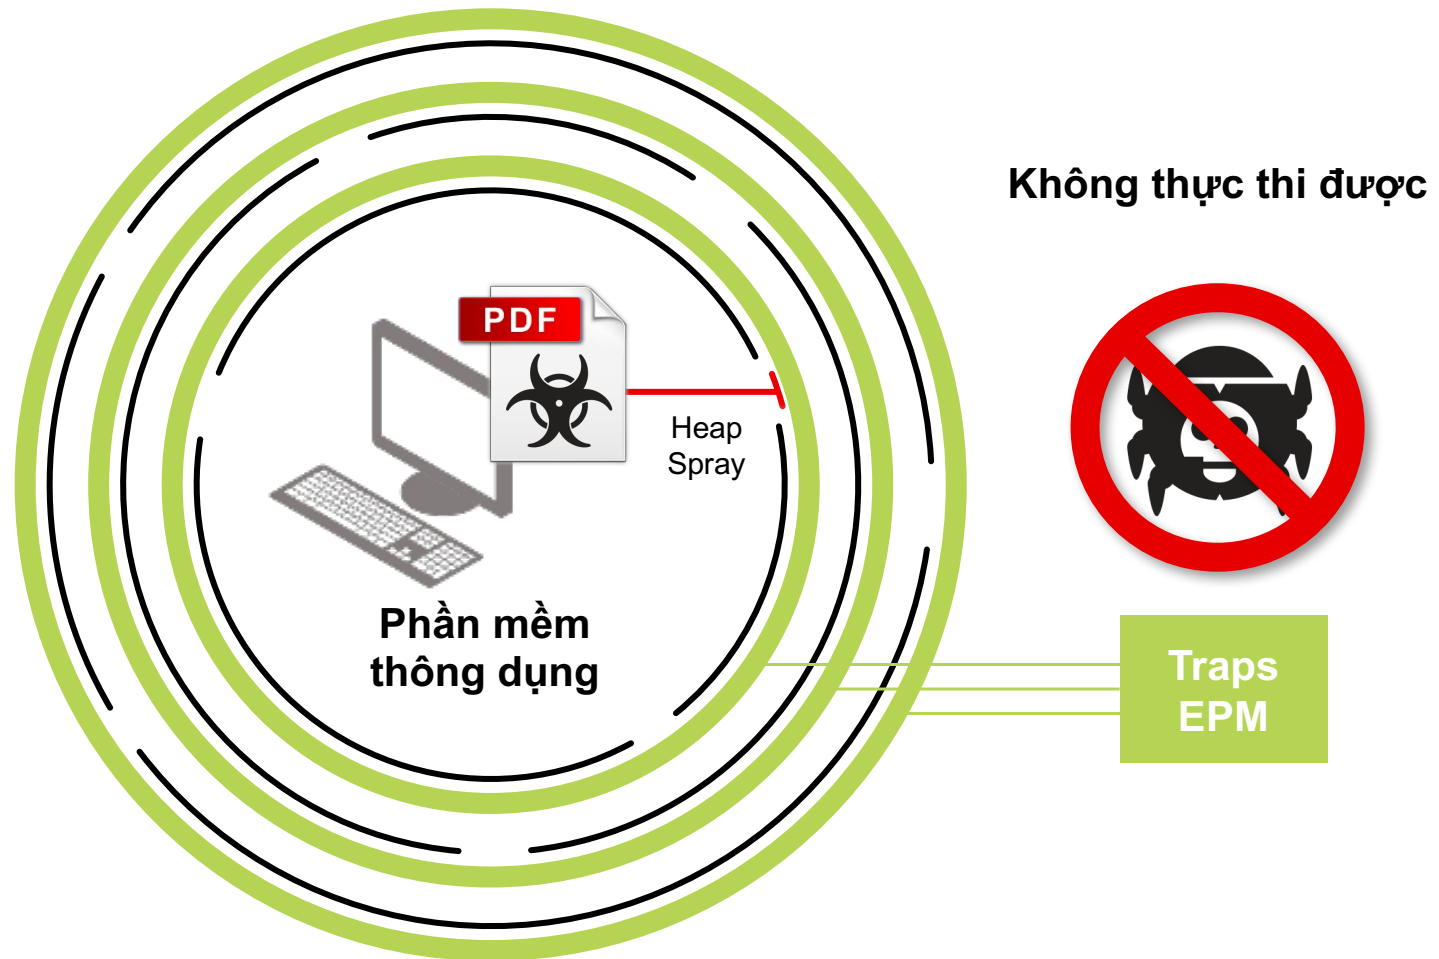 Không thực thi được
PDF
Heap
Spray
Phần mềm
thông dụng
Traps
EPM